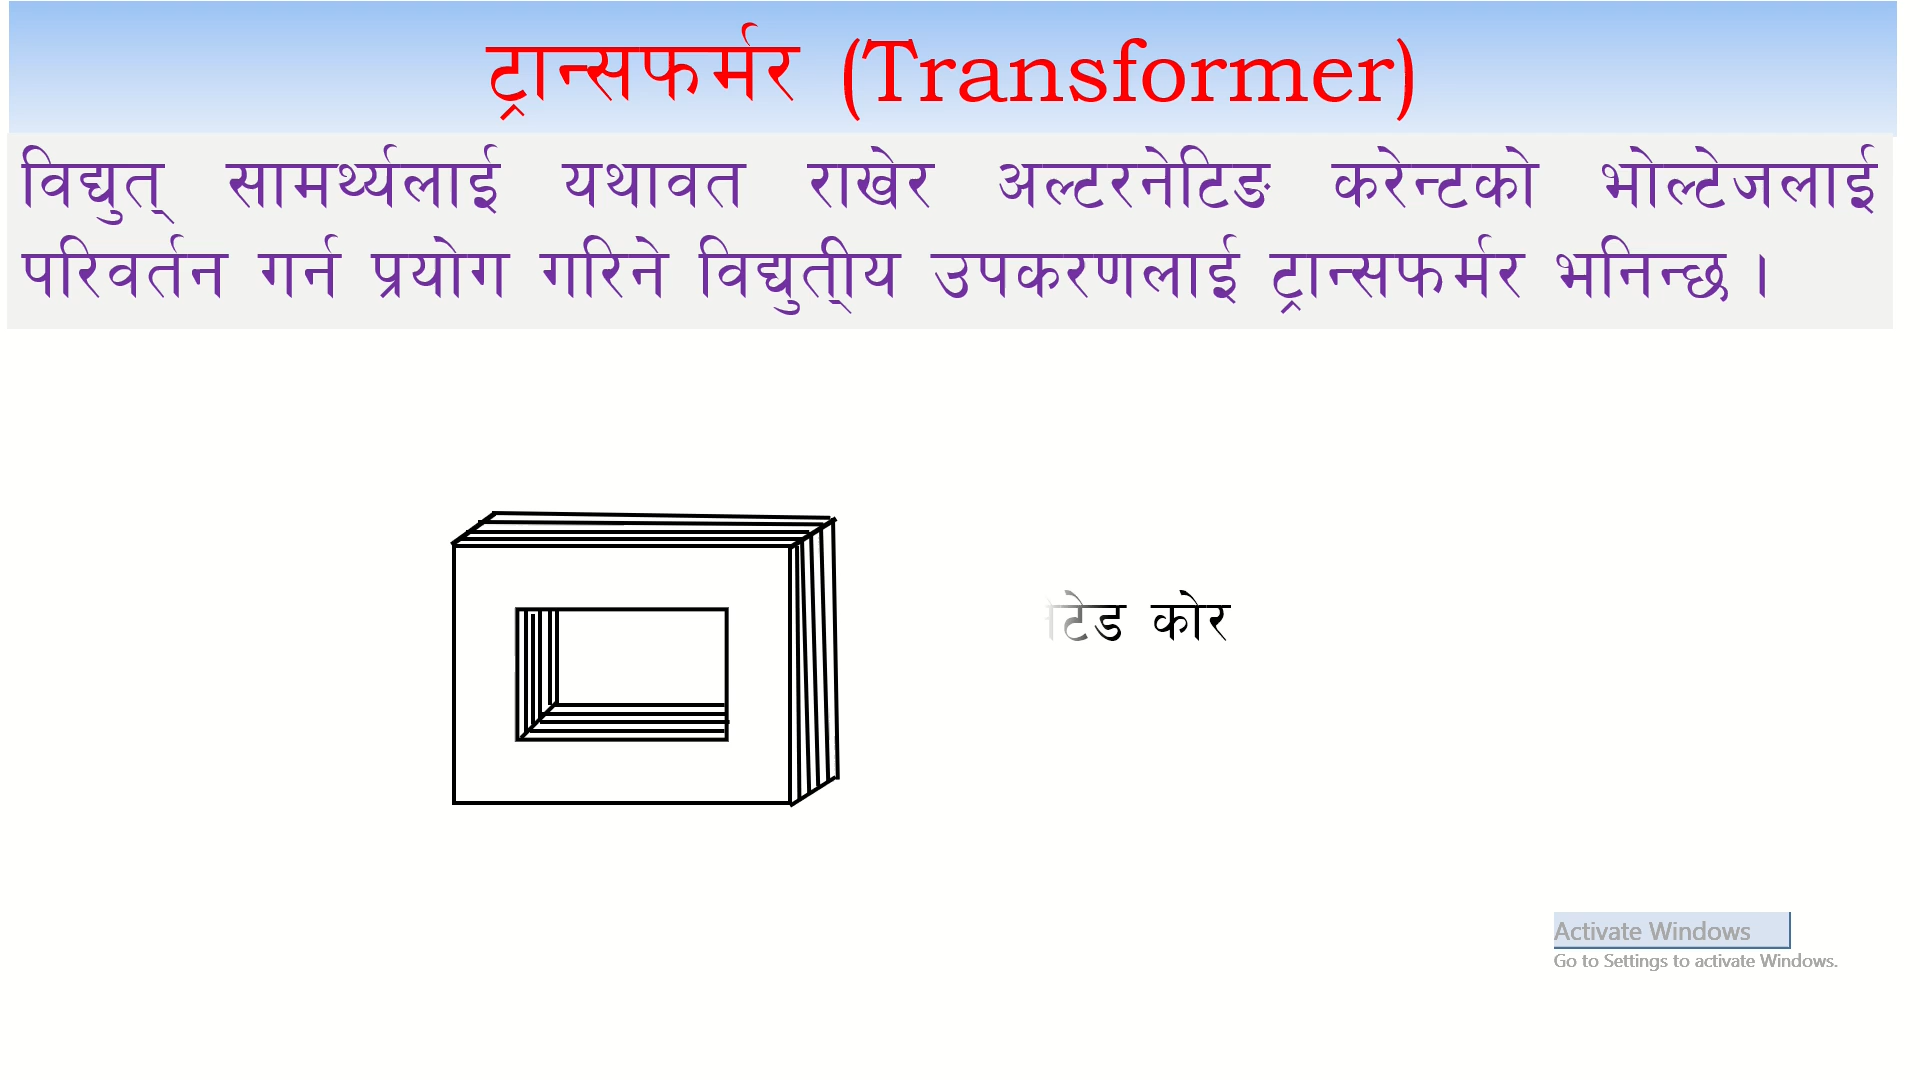 ट्रान्सफर्मर (Transformer)
विद्युत् सामर्थ्यलाई यथावत राखेर अल्टरनेटिङ करेन्टको भोल्टेजलाई
परिवर्तन गर्न प्रयोग गरिने विद्युत्ीय उपकरणलाई ट्रान्सफर्मर भनिन्छ ।
कोर
Activate Windows
Go to Settings to activate Windows.